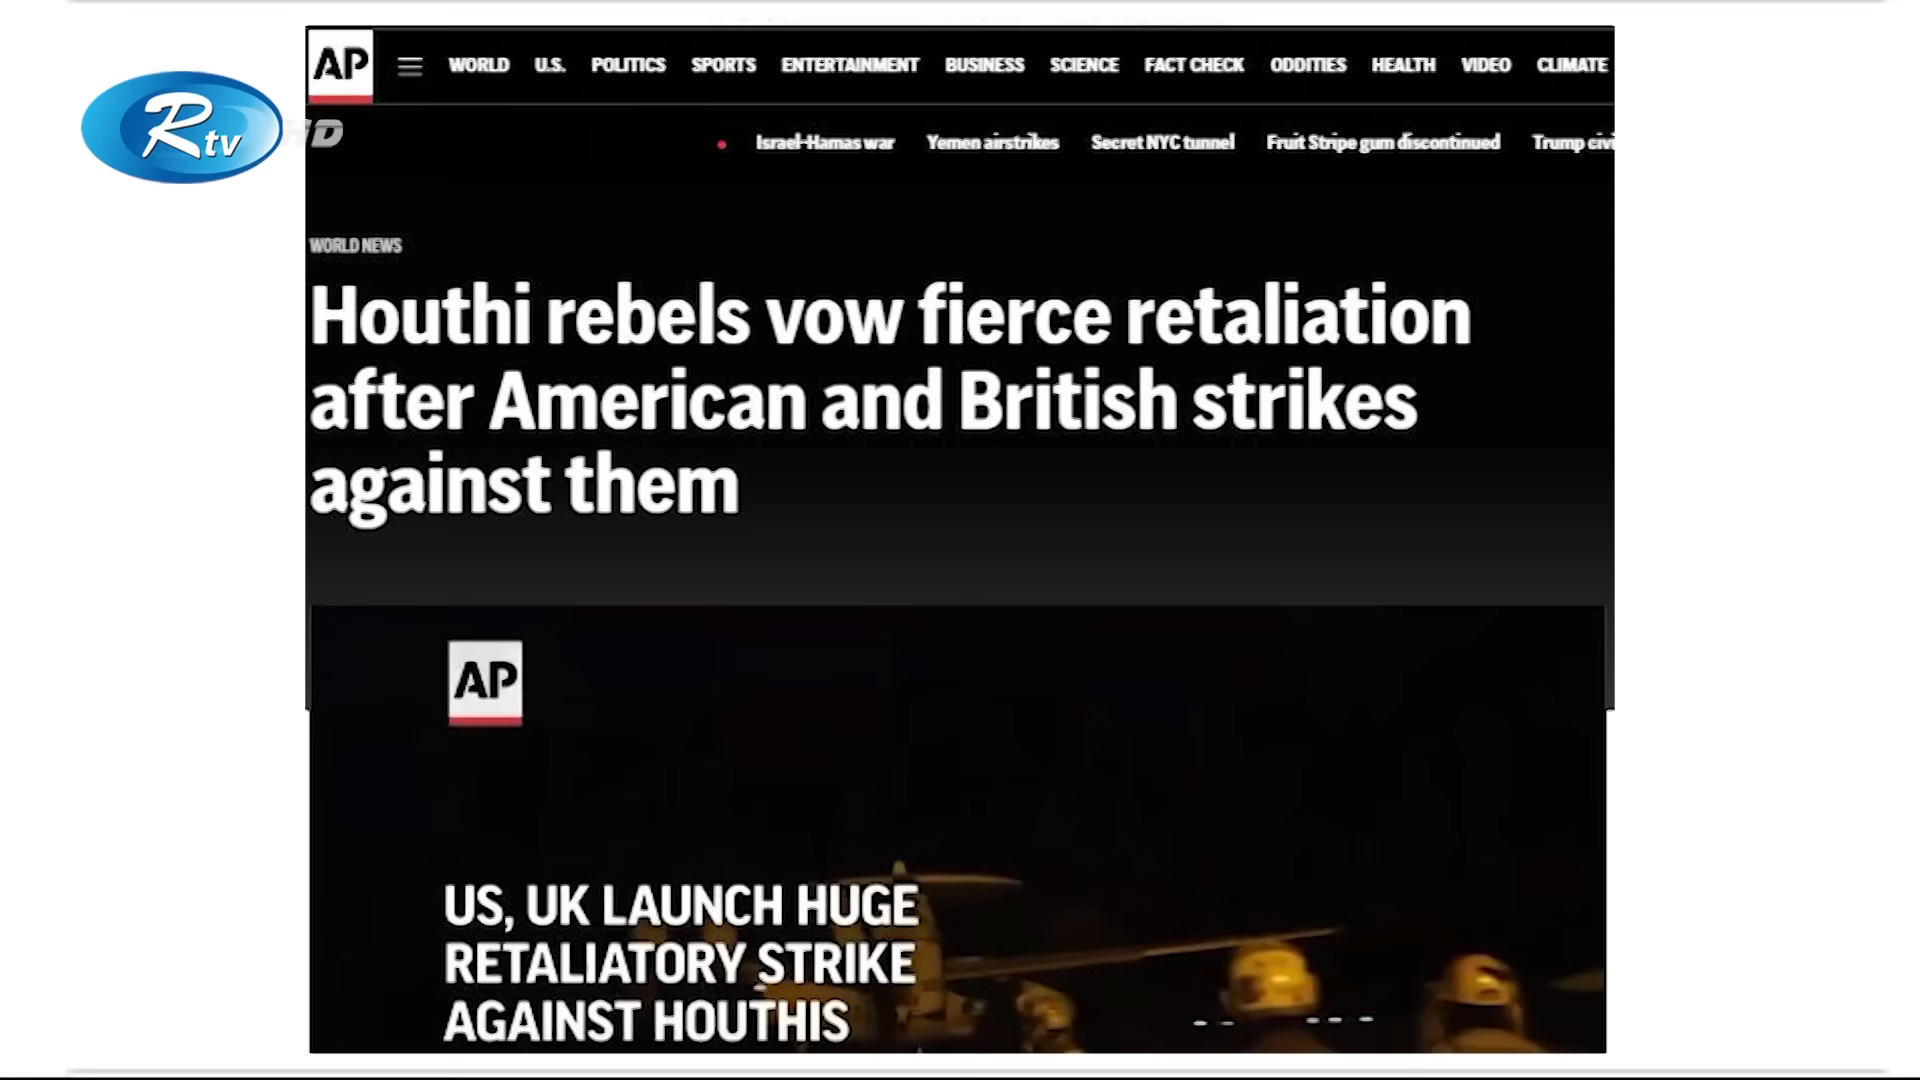 AP
WORLD U.S. POLITICS SPORTS ENTERTAINMENT BUSINESS SCIENCE FACT CHECK ODDITIES HEALTH VIDEO CLIMATE
Rtv HD
Israel-Hamas war Yemen airstrikes Secret NYC tunnel Fruit Stripe gum discontinued Trump civi
WORLD NEWS
Houthi rebels vow fierce retaliation
after American and British strikes
against them
AP
US, UK LAUNCH HUGE
RETALIATORY STRIKE
AGAINST HOUTHIS